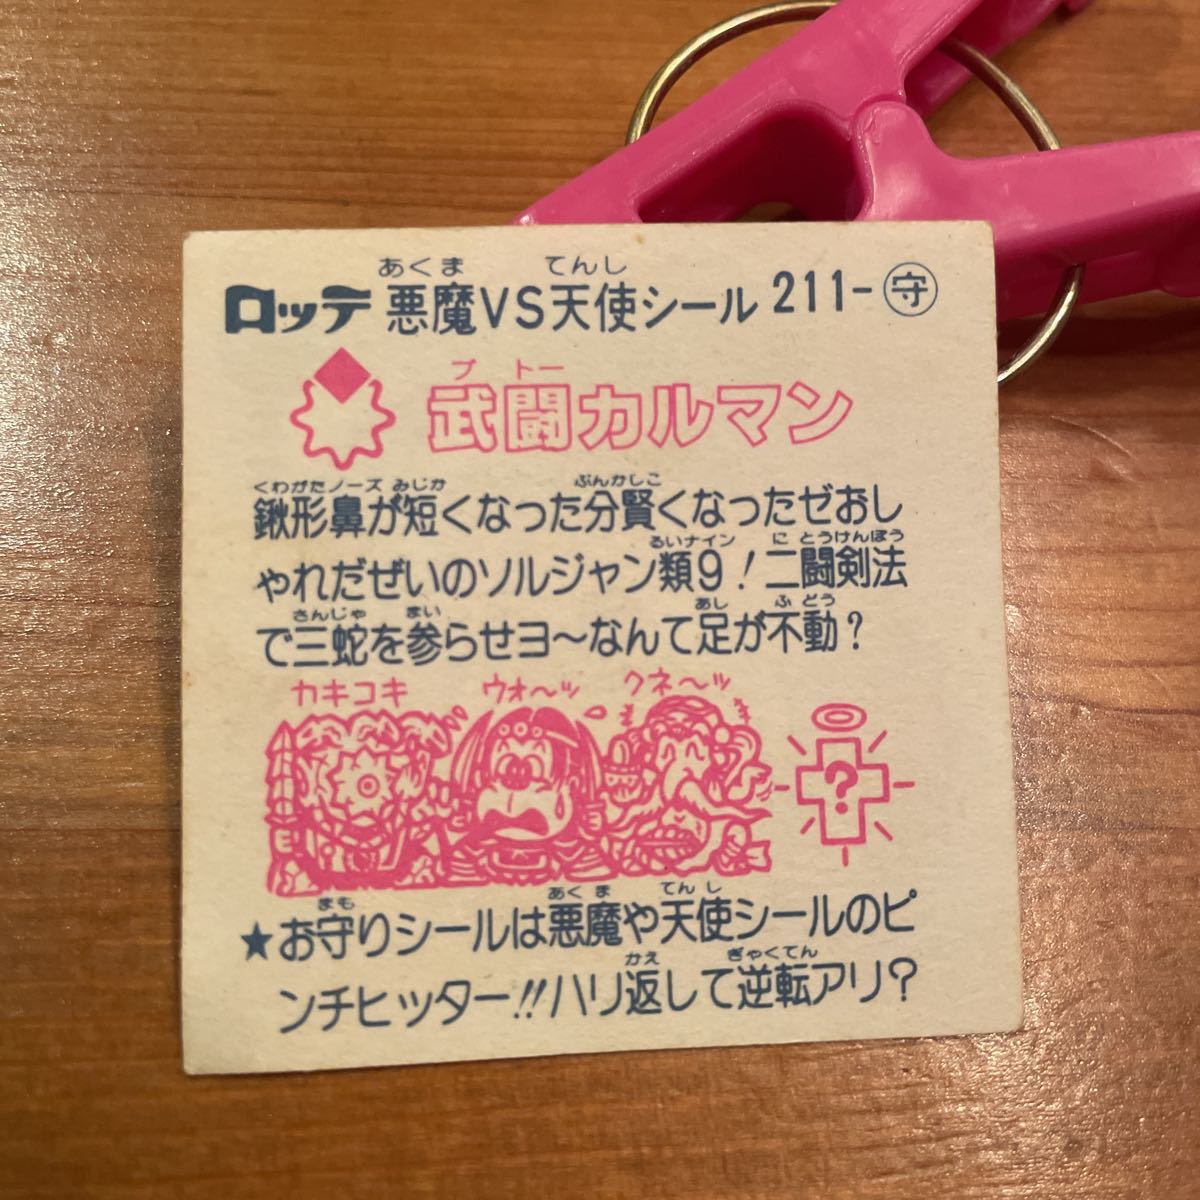 あくま てんし
ロッテ 悪魔VS天使シール 211-守
ブトー
武闘カルマン
くわがたノーズ みじか ぶんかしこ
鍬形鼻が短くなった分賢くなったゼおし
るいナイン に とうけんぽう
ゃれだぜいのソルジャン類9!二闘剣法
さんじゃ まい あし ふ どう
で三蛇を参らせヨ〜なんて足が不動?
カキコキ ウォ〜ッ クネ〜ッ
?
まも あく ま てん し
★お守りシールは悪魔や天使シールのピ
かえ ぎゃくてん
ンチヒッター!!ハリ返して逆転アリ?